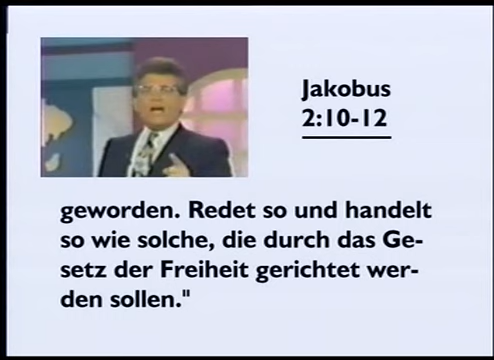 Jakobus
2:10-12
geworden. Redet so und handelt
so wie solche, die durch das Ge-
setz der Freiheit gerichtet wer-
den sollen."